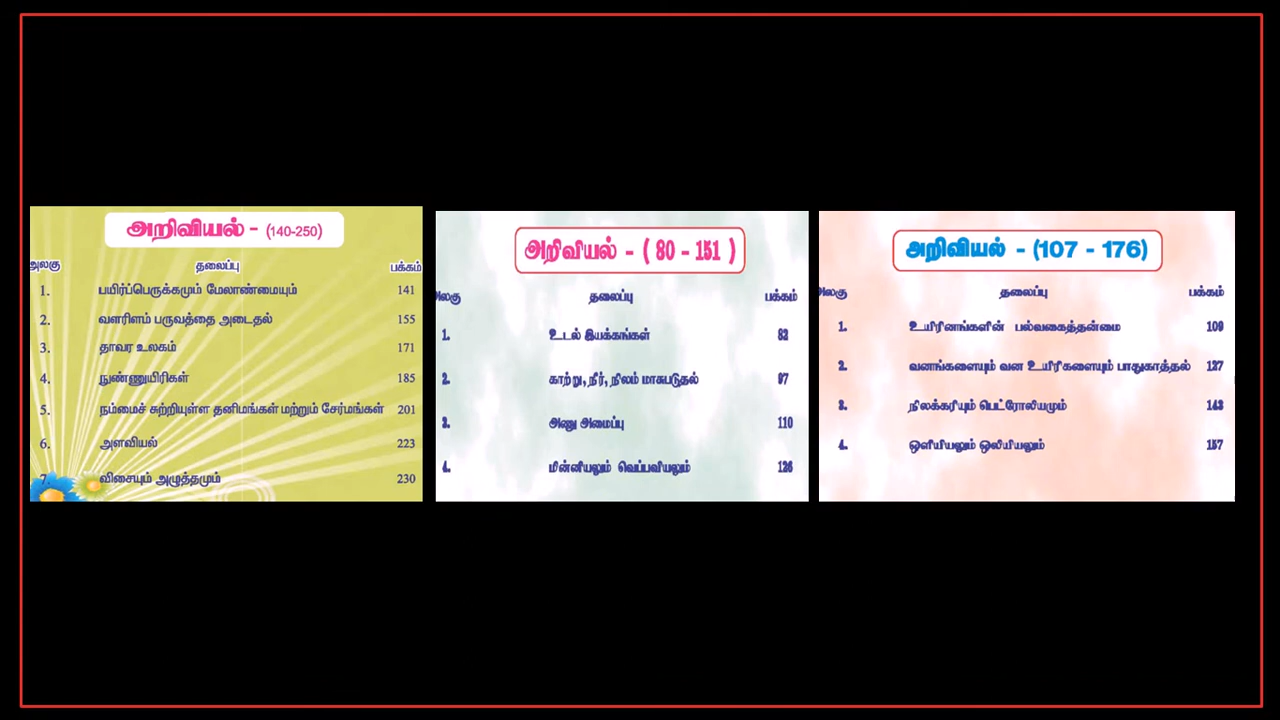 அறிவியல் - (140-250)
அலகு தலைப்பு பக்கம்
1. பயிர்ப்பெருக்கமும் மேலாண்மையும் 141
2. வளரிளம் பருவத்தை அடைதல் 155
3. தாவர உலகம் 171
4. நுண்ணுயிரிகள் 185
5. நம்மைச் சுற்றியுள்ள தனிமங்கள் மற்றும் சேர்மங்கள் 201
6. அளவியல் 223
7. விசையும் அழுத்தமும் 230
அறிவியல் - ( 80 - 151 )
அலகு தலைப்பு பக்கம்
1. உடல் இயக்கங்கள் 82
2. காற்று, நீர், நிலம் மாசுபடுதல் 97
3. அணு அமைப்பு 110
4. மின்னியலும் வெப்பவியலும் 126
அறிவியல் - (107 - 176)
அலகு தலைப்பு பக்கம்
1. உயிரினங்களின் பல்வகைத்தன்மை 109
2. வனங்களையும் வன உயிரிகளையும் பாதுகாத்தல் 127
3. நிலக்கரியும் பெட்ரோலியமும் 143
4. ஒளியியலும் ஒலியியலும் 157